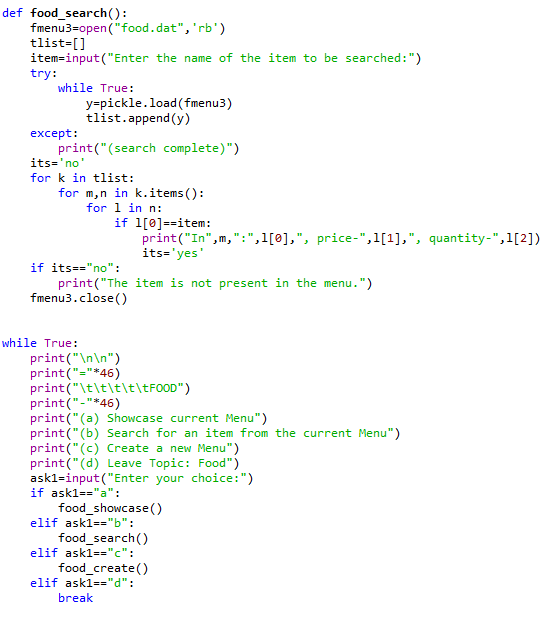 def food_search():
    fmenu3=open("food.dat",'rb')
    tlist=[]
    item=input("Enter the name of the item to be searched:")
    try:
        while True:
            y=pickle.load(fmenu3)
            tlist.append(y)
    except:
        print("(search complete)")
    its='no'
    for k in tlist:
        for m,n in k.items():
            for l in n:
                if l[0]==item:
                    print("In",m,":",l[0],", price-",l[1],", quantity-",l[2])
                    its='yes'
    if its=="no":
        print("The item is not present in the menu.")
    fmenu3.close()
while True:
    print("\n\n")
    print("="*46)
    print("\t\t\t\t\tFOOD")
    print("-"*46)
    print("(a) Showcase current Menu")
    print("(b) Search for an item from the current Menu")
    print("(c) Create a new Menu")
    print("(d) Leave Topic: Food")
    ask1=input("Enter your choice:")
    if ask1=="a":
        food_showcase()
    elif ask1=="b":
        food_search()
    elif ask1=="c":
        food_create()
    elif ask1=="d":
        break